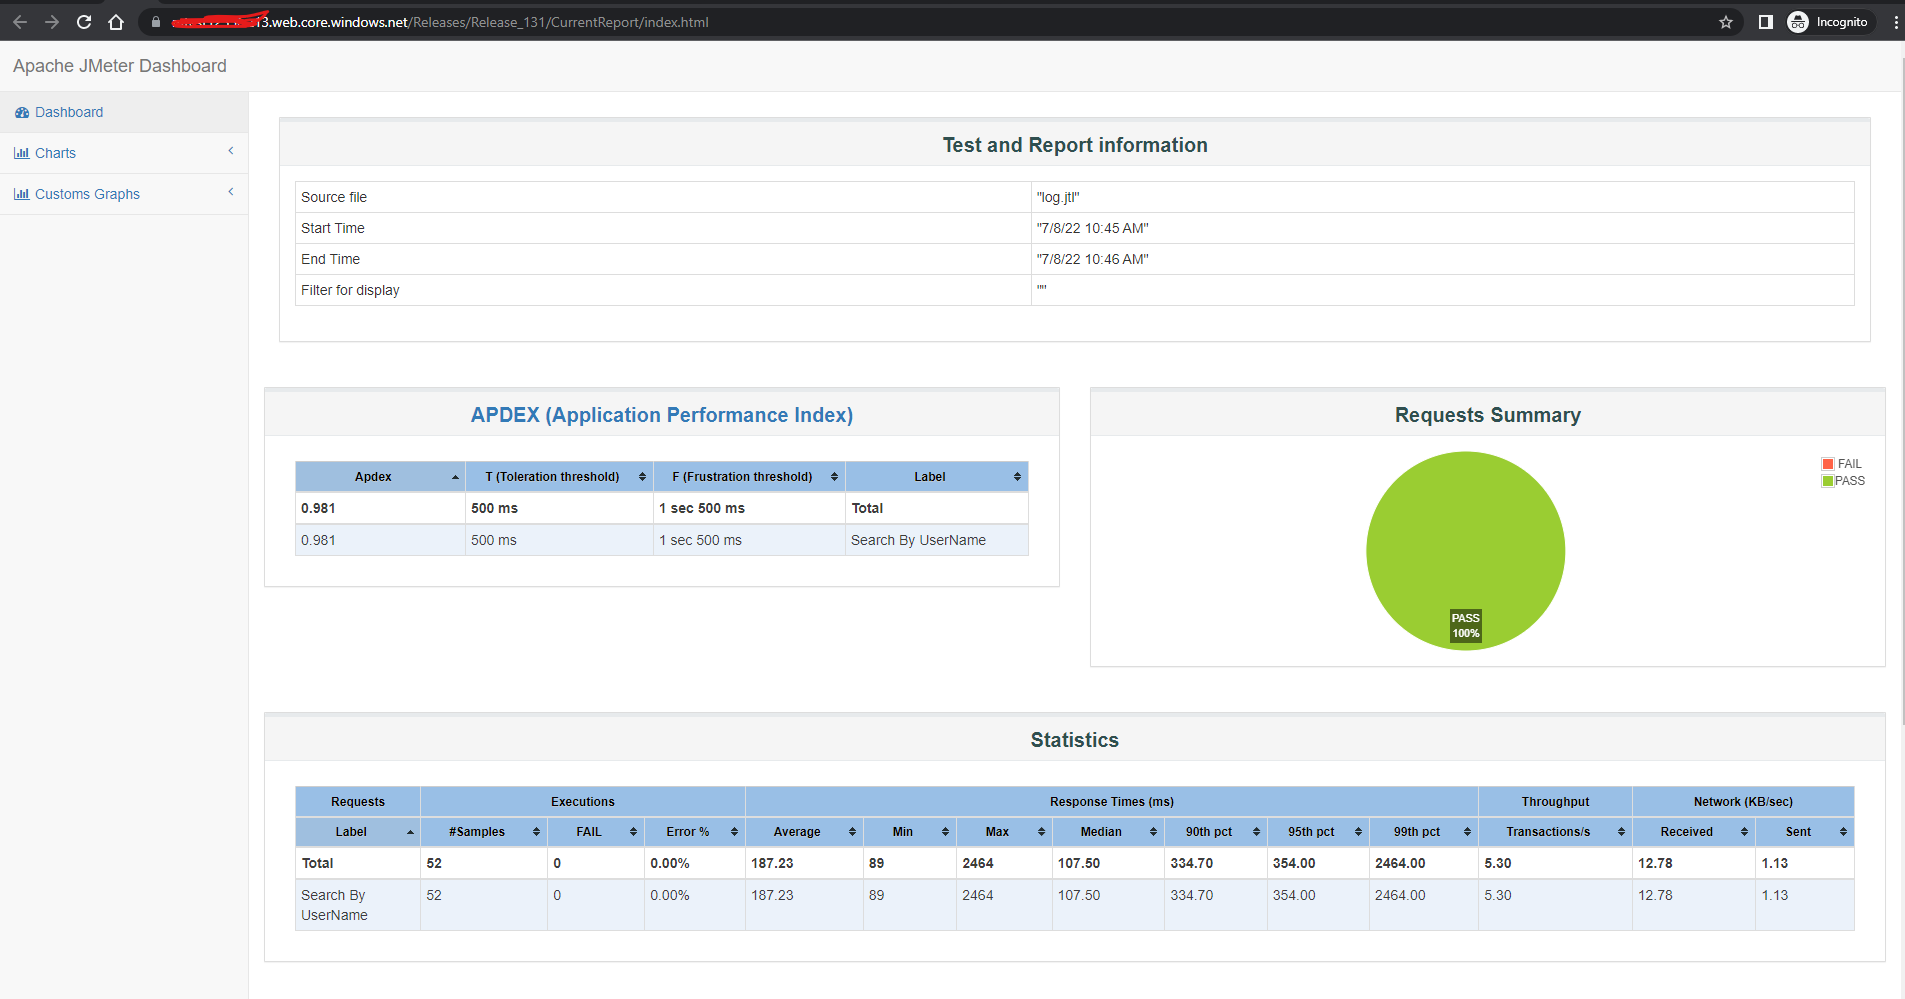 3.web.core.windows.net/Releases/Release_131/CurrentReport/index.html
Incognito
Apache JMeter Dashboard
Dashboard
Charts
Customs Graphs
Test and Report information
Source file "log.jtl"
Start Time "7/8/22 10:45 AM"
End Time "7/8/22 10:46 AM"
Filter for display ""
APDEX (Application Performance Index)
Apdex T (Toleration threshold) F (Frustration threshold) Label
0.981 500 ms 1 sec 500 ms Total
0.981 500 ms 1 sec 500 ms Search By UserName
Requests Summary
FAIL
PASS
PASS
100%
Statistics
Requests Executions Response Times (ms) Throughput Network (KB/sec)
Label #Samples FAIL Error % Average Min Max Median 90th pct 95th pct 99th pct Transactions/s Received Sent
Total 52 0 0.00% 187.23 89 2464 107.50 334.70 354.00 2464.00 5.30 12.78 1.13
Search By UserName 52 0 0.00% 187.23 89 2464 107.50 334.70 354.00 2464.00 5.30 12.78 1.13